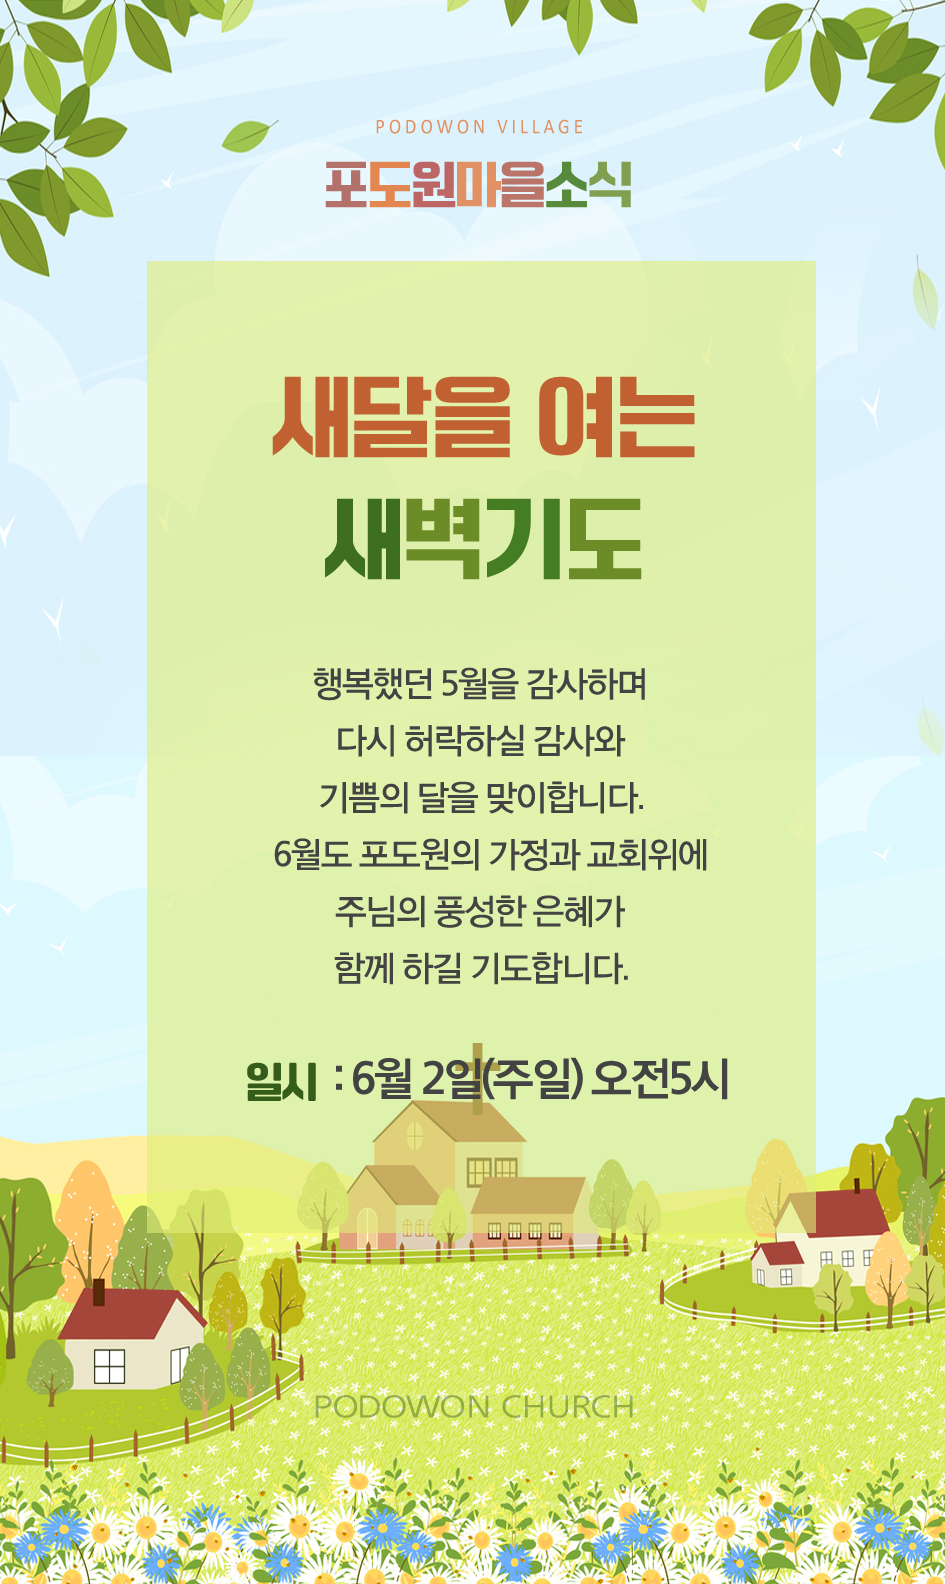 PODOWON VILLAGE
포도원마을소식
새달을 여는
새벽기도
행복했던 5월을 감사하며
다시 허락하실 감사와
기쁨의 달을 맞이합니다.
6월도 포도원의 가정과 교회위에
주님의 풍성한 은혜가
함께 하길 기도합니다.
일시 : 6월 2일(주일) 오전5시
PODOWON CHURCH